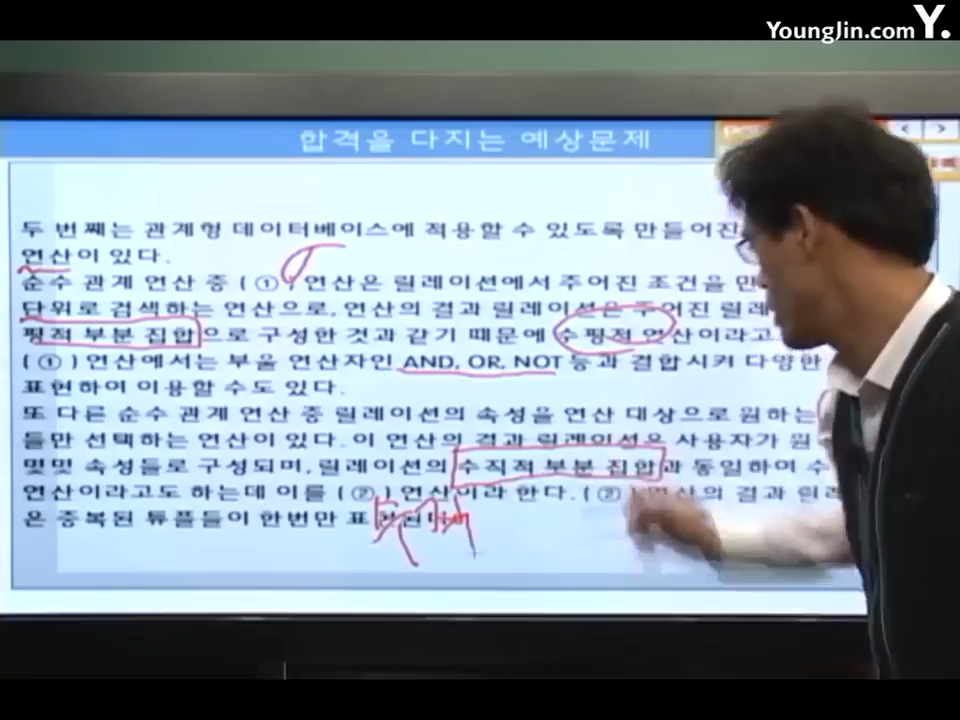 YoungJin.com Y.
합격을 다지는 예상문제
두 번째는 관계형 데이터베이스에 적용할 수 있도록 만들어진
연산이 있다.
순수 관계 연산 중 (①) 연산은 릴레이션에서 주어진 조건을 만
단위로 검색하는 연산으로, 연산의 결과 릴레이션은 주어진 릴레
평적 부분 집합으로 구성한 것과 같기 때문에 수평적 연산이라고
(①) 연산에서는 부울 연산자인 AND, OR, NOT 등과 결합시켜 다양한
표현하여 이용할 수도 있다.
또 다른 순수 관계 연산 중 릴레이션의 속성을 연산 대상으로 원하는
들만 선택하는 연산이 있다. 이 연산의 결과 릴레이션은 사용자가 원
몇몇 속성들로 구성되며, 릴레이션의 수직적 부분 집합과 동일하여 수
연산이라고도 하는데 이를 (②) 연산이라 한다. (②) 연산의 결과 릴레
은 중복된 튜플들이 한번만 표